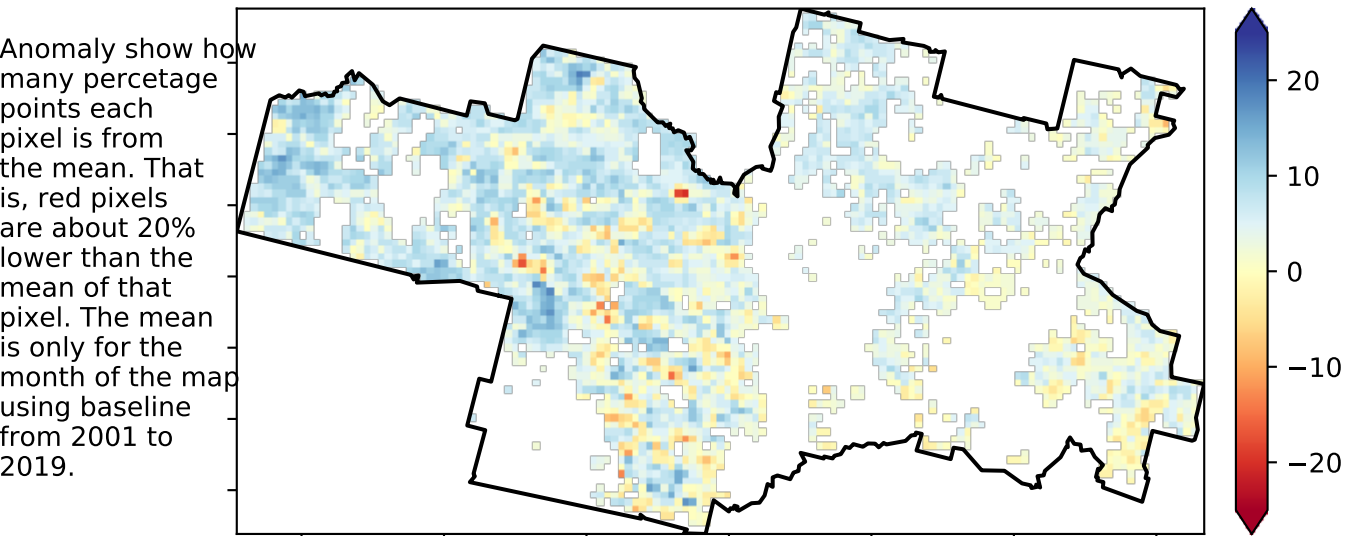 Anomaly show how
many percetage
points each
pixel is from
the mean. That
is, red pixels
are about 20%
lower than the
mean of that
pixel. The mean
is only for the
month of the map
using baseline
from 2001 to
2019.
20
10
0
−10
−20